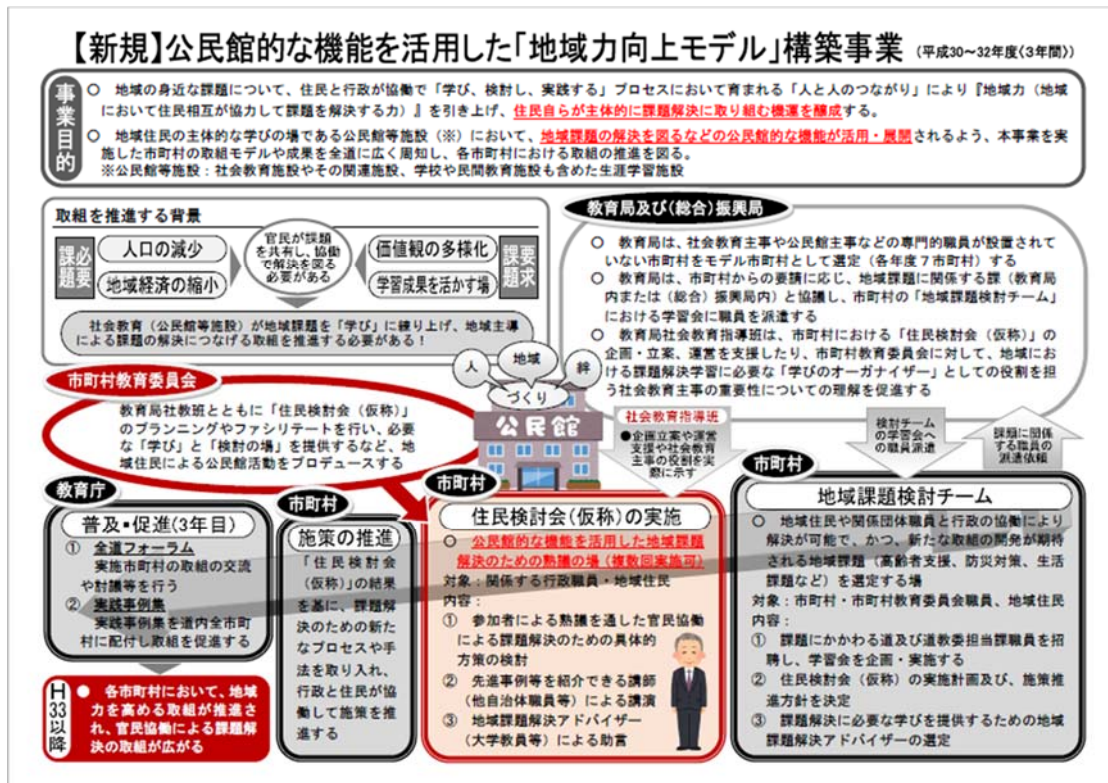 【新規】公民館的な機能を活用した「地域力向上モデル」構築事業 (平成30～32年度〈3年間〉)
事業目的
○ 地域の身近な課題について、住民と行政が協働で「学び、検討し、実践する」プロセスにおいて育まれる「人と人のつながり」により『地域力（地域
において住民相互が協力して課題を解決する力）』を引き上げ、住民自らが主体的に課題解決に取り組む機運を醸成する。
○ 地域住民の主体的な学びの場である公民館等施設（※）において、地域課題の解決を図るなどの公民館的な機能が活用・展開されるよう、本事業を実
施した市町村の取組モデルや成果を全道に広く周知し、各市町村における取組の推進を図る。
※公民館等施設：社会教育施設やその関連施設、学校や民間教育施設も含めた生涯学習施設
取組を推進する背景
必要課題
人口の減少
地域経済の縮小
官民が課題
を共有し、協働
で解決を図る
必要がある
価値観の多様化
学習成果を活かす場
要求課題
社会教育（公民館等施設）が地域課題を「学び」に練り上げ、地域主導
による課題の解決につなげる取組を推進する必要がある！
教育局及び(総合)振興局
○ 教育局は、社会教育主事や公民館主事などの専門的職員が設置されて
いない市町村をモデル市町村として選定（各年度７市町村）する
○ 教育局は、市町村からの要請に応じ、地域課題に関係する課（教育局
内または（総合）振興局内）と協議し、市町村の「地域課題検討チーム」
における学習会に職員を派遣する
○ 教育局社会教育指導班は、市町村における「住民検討会（仮称）」の
企画・立案、運営を支援したり、市町村教育委員会に対して、地域にお
ける課題解決学習に必要な「学びのオーガナイザー」としての役割を担
う社会教育主事の重要性についての理解を促進する
市町村教育委員会
教育局社教班とともに「住民検討会（仮称）」
のプランニングやファシリテートを行い、必要
な「学び」と「検討の場」を提供するなど、地
域住民による公民館活動をプロデュースする
人
地域
絆
づくり
公民館
社会教育指導班
●企画立案や運営
支援や社会教育
主事の役割を実
際に示す
検討チーム
の学習会へ
の職員派遣
課題に関係
する職員の
派遣依頼
教育庁
普及・促進(3年目)
① 全道フォーラム
実施市町村の取組の交流
や討議等を行う
② 実践事例集
実践事例集を道内全市町
村に配付し取組を促進する
H33以降
● 各市町村において、地域
力を高める取組が推進さ
れ、官民協働による課題解
決の取組が広がる
市町村
施策の推進
「住民検討会
（仮称）」の結果
を基に、課題解
決のための新た
なプロセスや手
法を取り入れ、
行政と住民が協
働して施策を推
進する
市町村
住民検討会(仮称)の実施
○ 公民館的な機能を活用した地域課題
解決のための熟議の場（複数回実施可）
対象：関係する行政職員・地域住民
内容：
① 参加者による熟議を通した官民協働
による課題解決のための具体的
方策の検討
② 先進事例等を紹介できる講師
（他自治体職員等）による講演
③ 地域課題解決アドバイザー
（大学教員等）による助言
市町村
地域課題検討チーム
○ 地域住民や関係団体職員と行政の協働により
解決が可能で、かつ、新たな取組の開発が期待
される地域課題（高齢者支援、防災対策、生活
課題など）を選定する場
対象：市町村・市町村教育委員会職員、地域住民
内容：
① 課題にかかわる道及び道教委担当課職員を招
聘し、学習会を企画・実施する
② 住民検討会（仮称）の実施計画及び、施策推
進方針を決定
③ 課題解決に必要な学びを提供するための地域
課題解決アドバイザーの選定